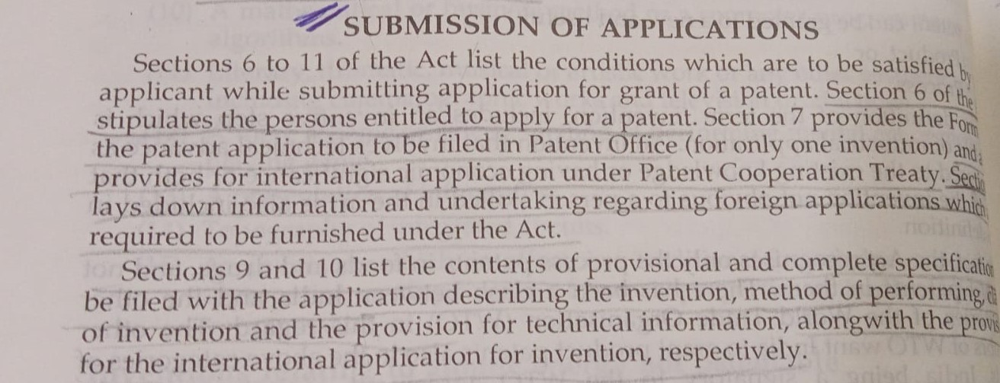 SUBMISSION OF APPLICATIONS
Sections 6 to 11 of the Act list the conditions which are to be satisfied by
applicant while submitting application for grant of a patent. Section 6 of the
stipulates the persons entitled to apply for a patent. Section 7 provides the Form
the patent application to be filed in Patent Office (for only one invention) and
provides for international application under Patent Cooperation Treaty.
lays down information and undertaking regarding foreign applications which
required to be furnished under the Act.
Sections 9 and 10 list the contents of provisional and complete
be filed with the application describing the invention, method of performing,
of invention and the provision for technical information, alongwith the
for the international application for invention, respectively.